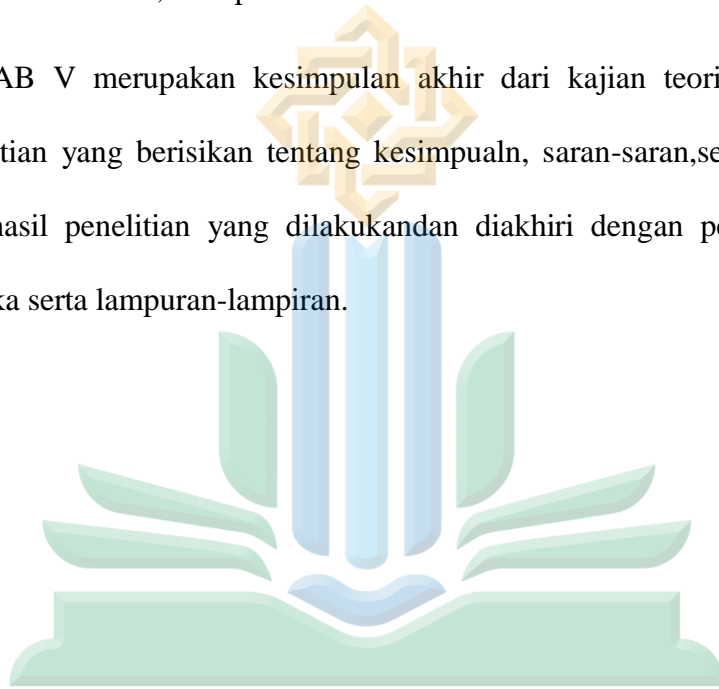 AB V merupakan kesimpulan akhir dari kajian teori
tian yang berisikan tentang kesimpualn, saran-saran,se
hasil penelitian yang dilakukandan diakhiri dengan pe
ka serta lampuran-lampiran.